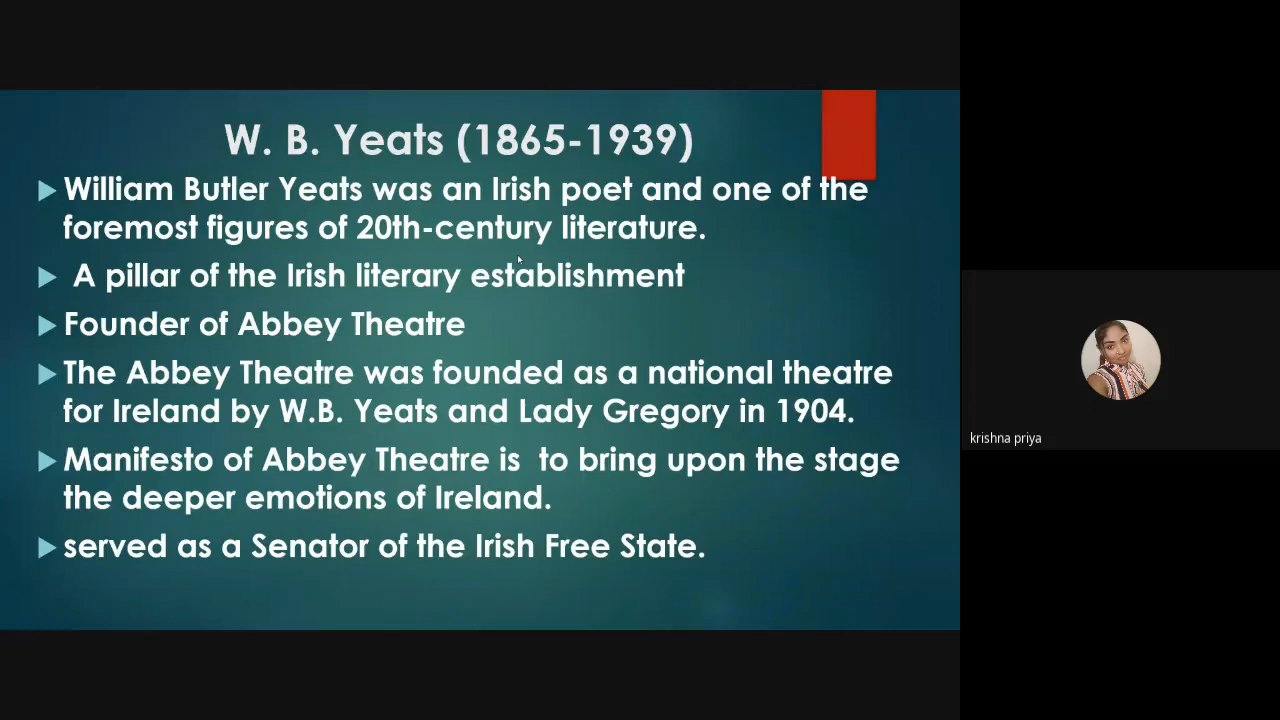 W. B. Yeats (1865-1939)
William Butler Yeats was an Irish poet and one of the
foremost figures of 20th-century literature.
A pillar of the Irish literary establishment
Founder of Abbey Theatre
The Abbey Theatre was founded as a national theatre
for Ireland by W.B. Yeats and Lady Gregory in 1904.
Manifesto of Abbey Theatre is  to bring upon the stage
the deeper emotions of Ireland.
served as a Senator of the Irish Free State.
krishna priya